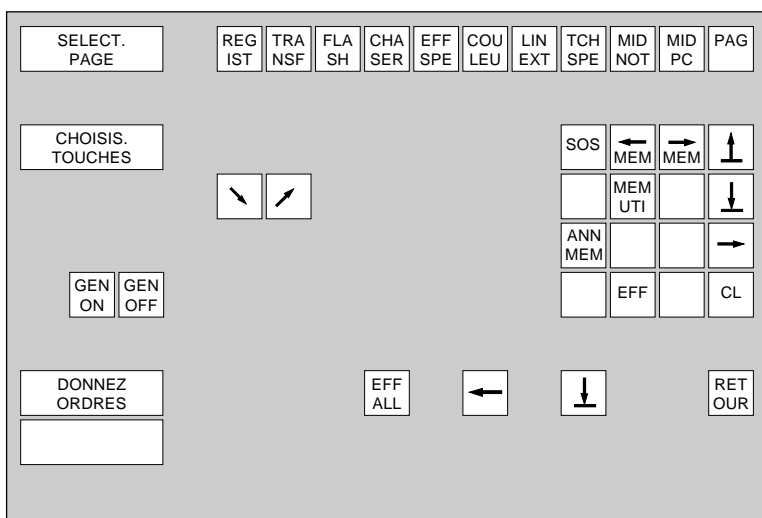 SELECT. REG TRA FLA CHA EFF COU LIN TCH MID MID PAG
PAGE IST NSF SH SER SPE LEU EXT SPE NOT PC
CHOISIS. SOS
TOUCHES MEM MEM
MEM
UTI
ANN
MEM
GEN GEN EFF CL
ON OFF
DONNEZ EFF RET
ORDRES ALL OUR